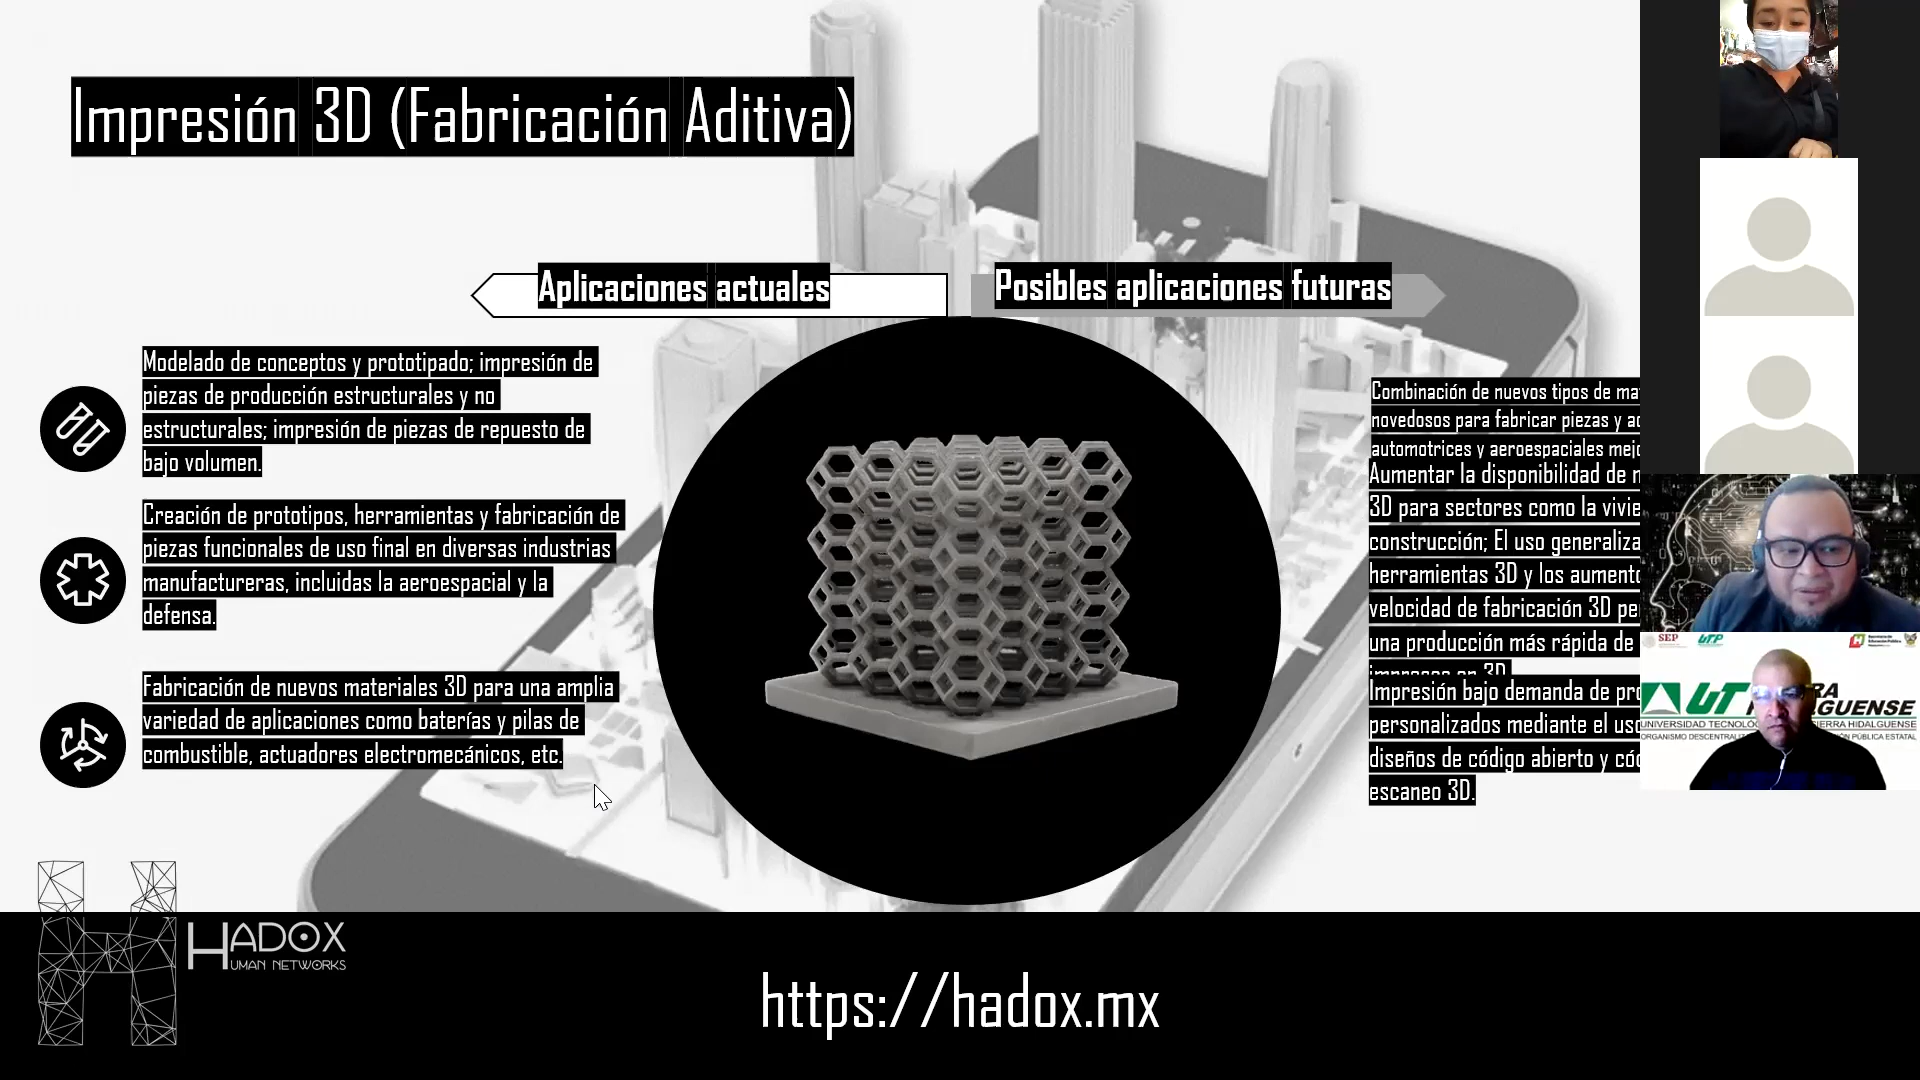 Impresión 3D (Fabricación Aditiva)
Aplicaciones actuales
Posibles aplicaciones futuras
Modelado de conceptos y prototipado; impresión de
piezas de producción estructurales y no
estructurales; impresión de piezas de repuesto de
bajo volumen.
Creación de prototipos, herramientas y fabricación de
piezas funcionales de uso final en diversas industrias
manufactureras, incluidas la aeroespacial y la
defensa.
Fabricación de nuevos materiales 3D para una amplia
variedad de aplicaciones como baterías y pilas de
combustible, actuadores electromecánicos, etc.
Combinación de nuevos tipos de
novedosos para fabricar piezas y
automotrices y aeroespaciales
Aumentar la disponibilidad de
3D para sectores como la
construcción; El uso
herramientas 3D y los
velocidad de fabricación 3D
una producción más rápida de
impresos en 3D.
Impresión bajo demanda de
personalizados mediante el
diseños de código abierto y
escaneo 3D.
SEP UTP
UT
HADOX
HUMAN NETWORKS
https://hadox.mx